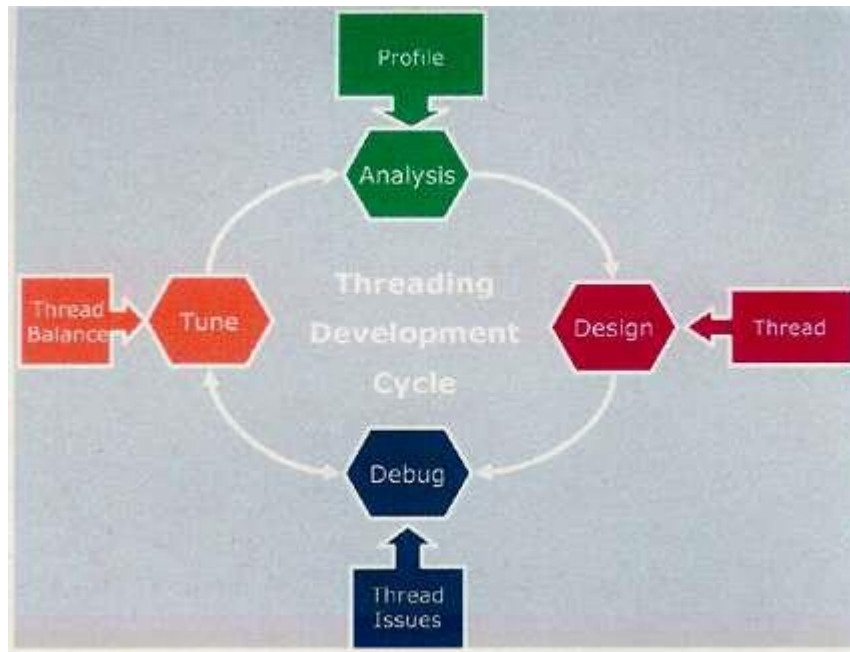 Profile
Analysis
Threading
Development
Cycle
Thread
Balance
Tune
Design
Thread
Debug
Thread
Issues